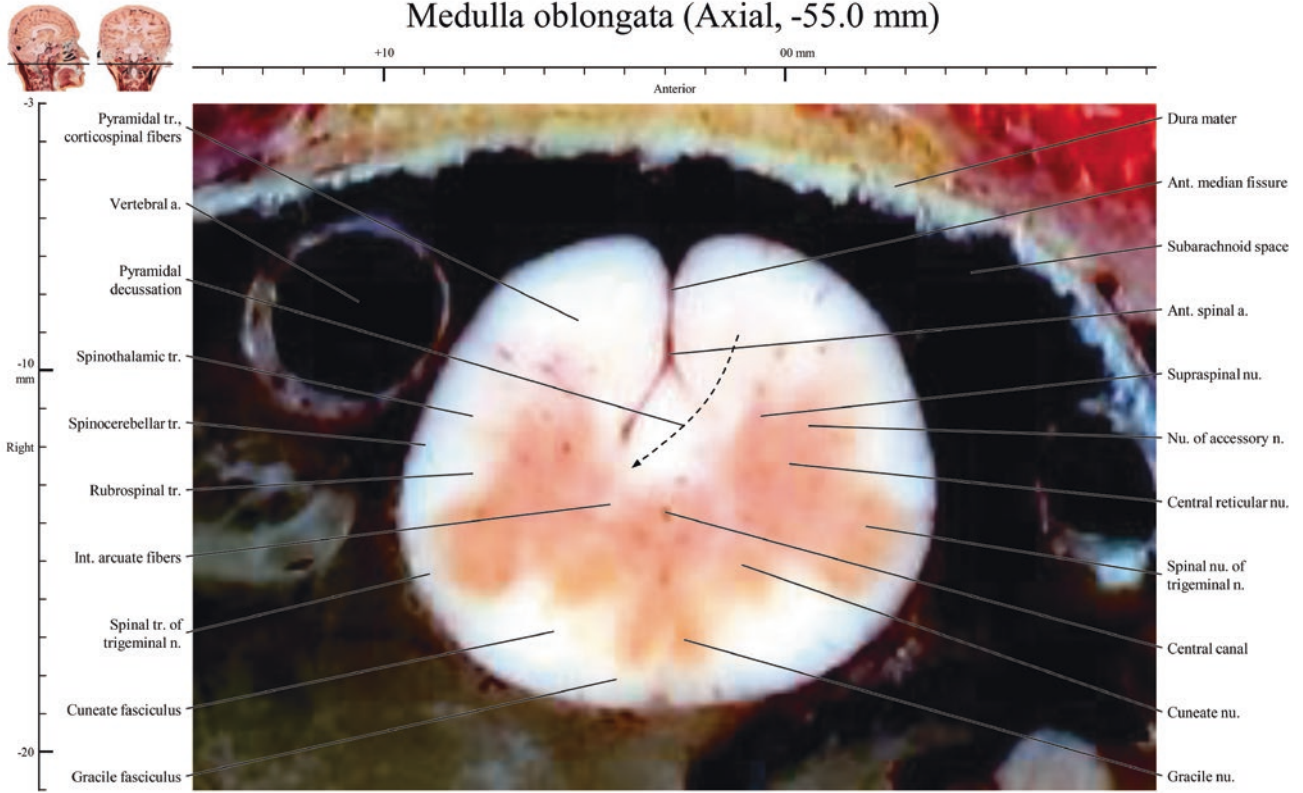 Medulla oblongata (Axial, -55.0 mm)
+10
00 mm
Anterior
-3
-10
mm
Right
-20
Pyramidal tr.,
corticospinal fibers
Vertebral a.
Pyramidal
decussation
Spinothalamic tr.
Spinocerebellar tr.
Rubrospinal tr.
Int. arcuate fibers
Spinal tr. of
trigeminal n.
Cuneate fasciculus
Gracile fasciculus
Dura mater
Ant. median fissure
Subarachnoid space
Ant. spinal a.
Supraspinal nu.
Nu. of accessory n.
Central reticular nu.
Spinal nu. of
trigeminal n.
Central canal
Cuneate nu.
Gracile nu.